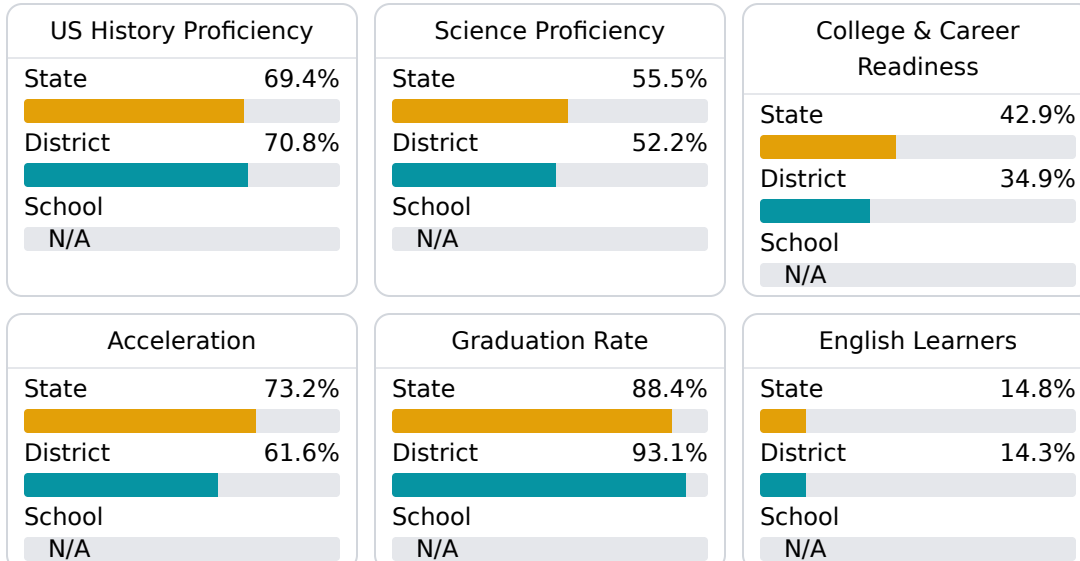 US History Proficiency
State 69.4%
District 70.8%
School
N/A
Science Proficiency
State 55.5%
District 52.2%
School
N/A
College & Career
Readiness
State 42.9%
District 34.9%
School
N/A
Acceleration
State 73.2%
District 61.6%
School
N/A
Graduation Rate
State 88.4%
District 93.1%
School
N/A
English Learners
State 14.8%
District 14.3%
School
N/A